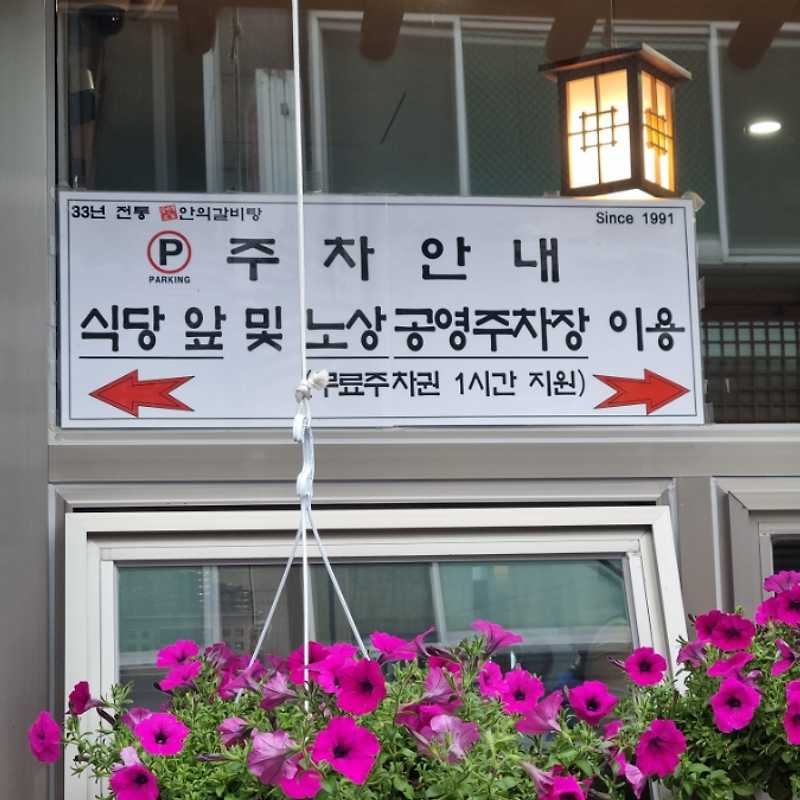 33년 전통 안의갈비탕 Since 1991
P 주차안내
PARKING
식당 앞 및 노상 공영주차장 이용
(무료주차권 1시간 지원)